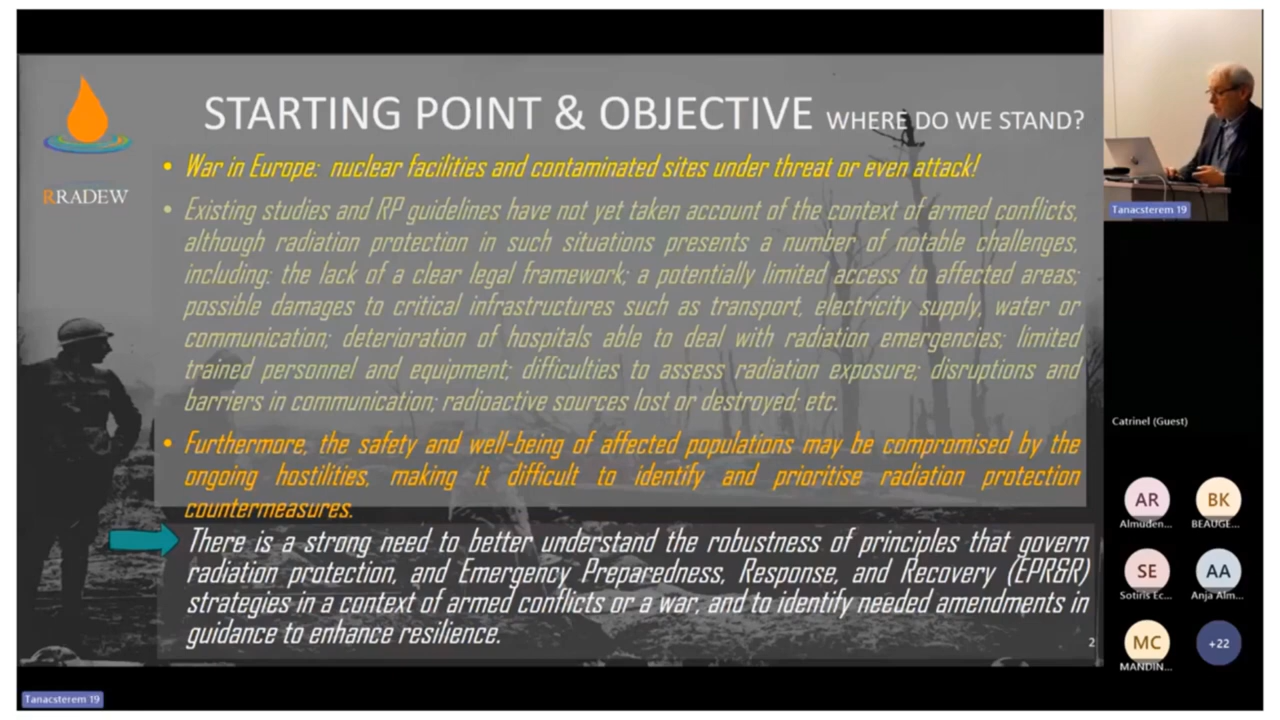 STARTING POINT & OBJECTIVE WHERE DO WE STAND?
RRADEW
• War in Europe: nuclear facilities and contaminated sites under threat or even attack!
• Existing studies and RP guidelines have not yet taken account of the context of armed conflicts,
although radiation protection in such situations presents a number of notable challenges,
including: the lack of a clear legal framework; a potentially limited access to affected areas;
possible damages to critical infrastructures such as transport, electricity supply, water or
communication; deterioration of hospitals able to deal with radiation emergencies; limited
trained personnel and equipment; difficulties to assess radiation exposure; disruptions and
barriers in communication; radioactive sources lost or destroyed; etc.
• Furthermore, the safety and well-being of affected populations may be compromised by the
ongoing hostilities, making it difficult to identify and prioritise radiation protection
countermeasures.
There is a strong need to better understand the robustness of principles that govern
radiation protection, and Emergency Preparedness, Response, and Recovery (EPR&R)
strategies in a context of armed conflicts or a war, and to identify needed amendments in
guidance to enhance resilience.
2
Tanacsterem 19
Tanacsterem 19
Catrinel (Guest)
AR BK
Almuden... BEAUGE...
SE AA
Sotiris Ec... Anja Alm...
MC +22
MANDIN...